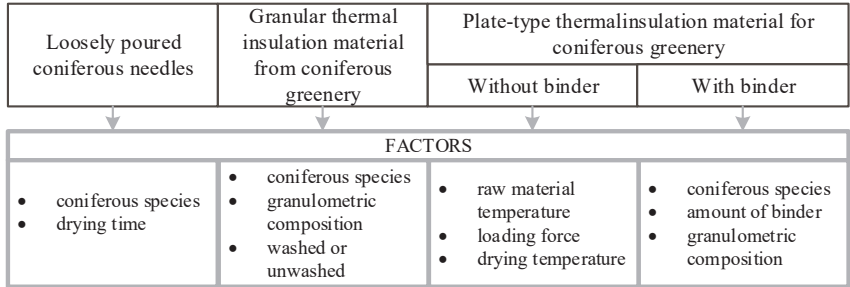 Loosely poured
coniferous needles
Granular thermal
insulation material
from coniferous
greenery
Plate-type thermalinsulation material for
coniferous greenery
Without binder
With binder
FACTORS
• coniferous species
• drying time
• coniferous species
• granulometric
composition
• washed or
unwashed
• raw material
temperature
• loading force
• drying temperature
• coniferous species
• amount of binder
• granulometric
composition